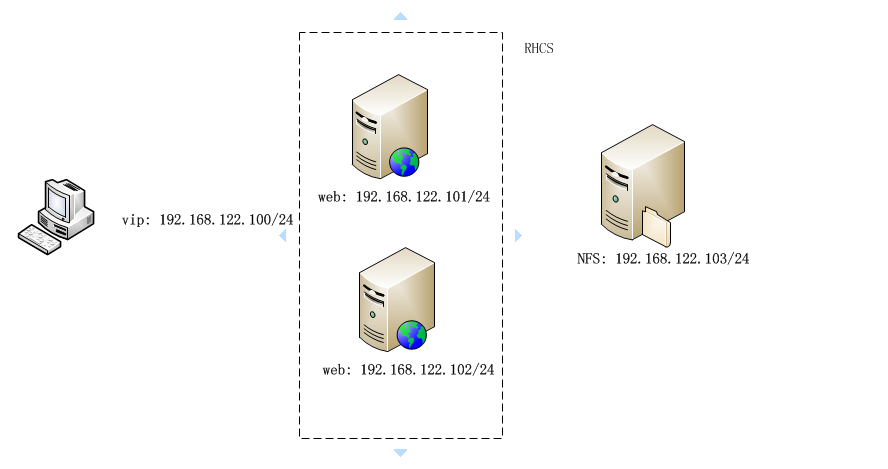 RHCS
web: 192.168.122.101/24
vip: 192.168.122.100/24
NFS: 192.168.122.103/24
web: 192.168.122.102/24